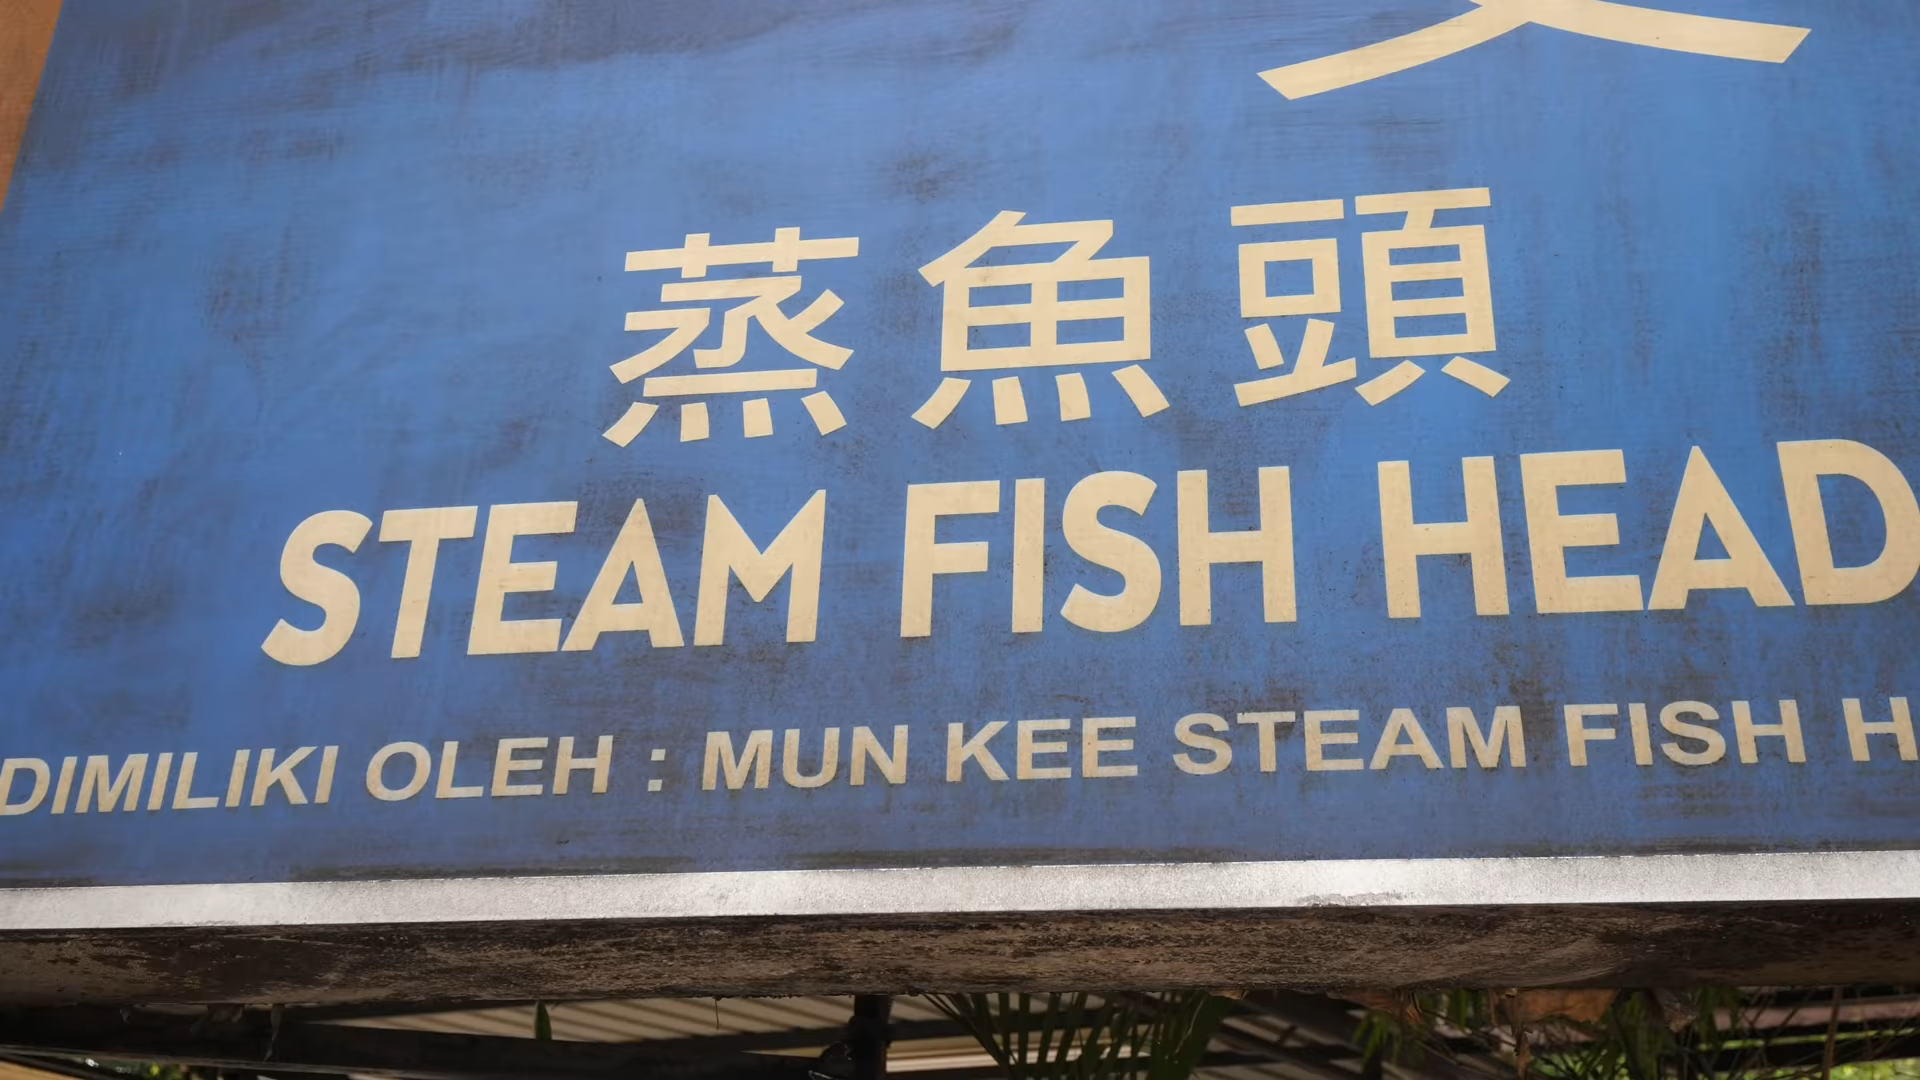 蒸魚頭
STEAM FISH HEAD
DIMILIKI OLEH : MUN KEE STEAM FISH H